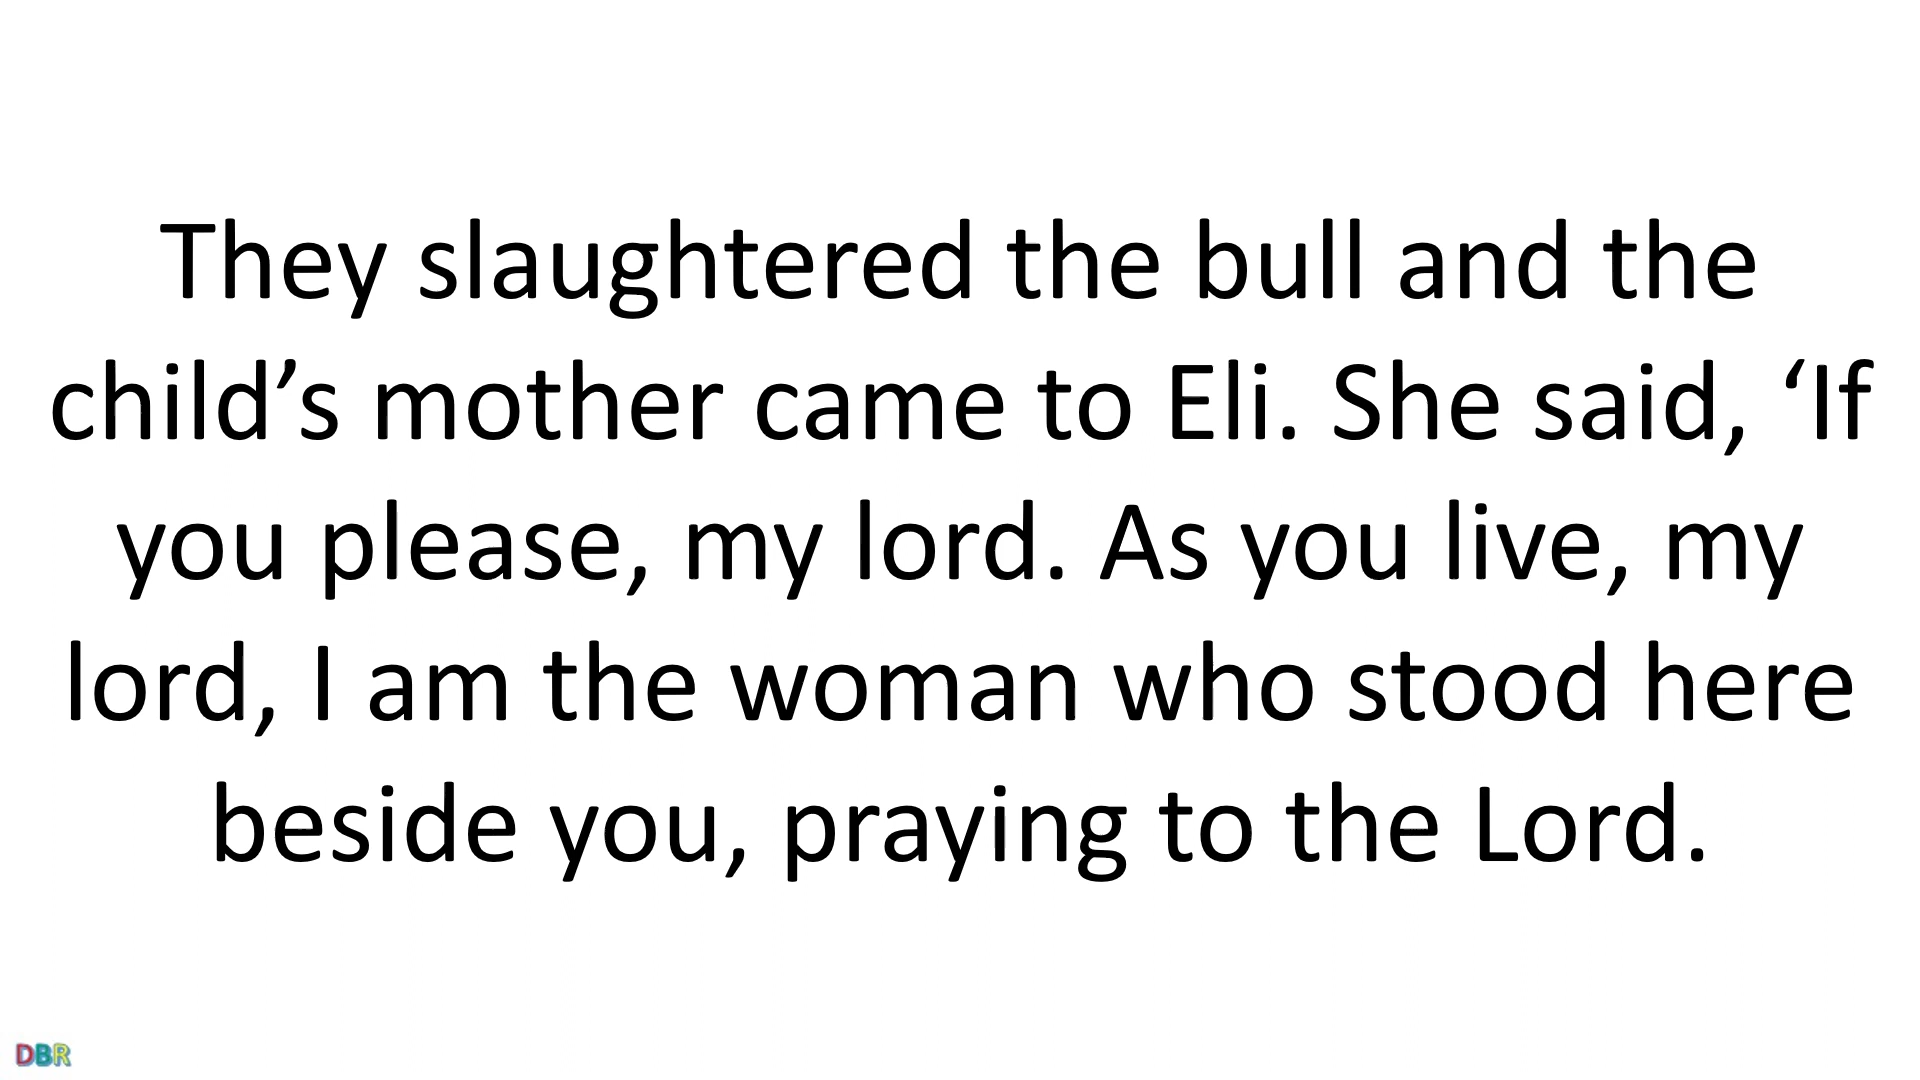 They slaughtered the bull and the
child’s mother came to Eli. She said, ‘If
you please, my lord. As you live, my
lord, I am the woman who stood here
beside you, praying to the Lord.
DBR